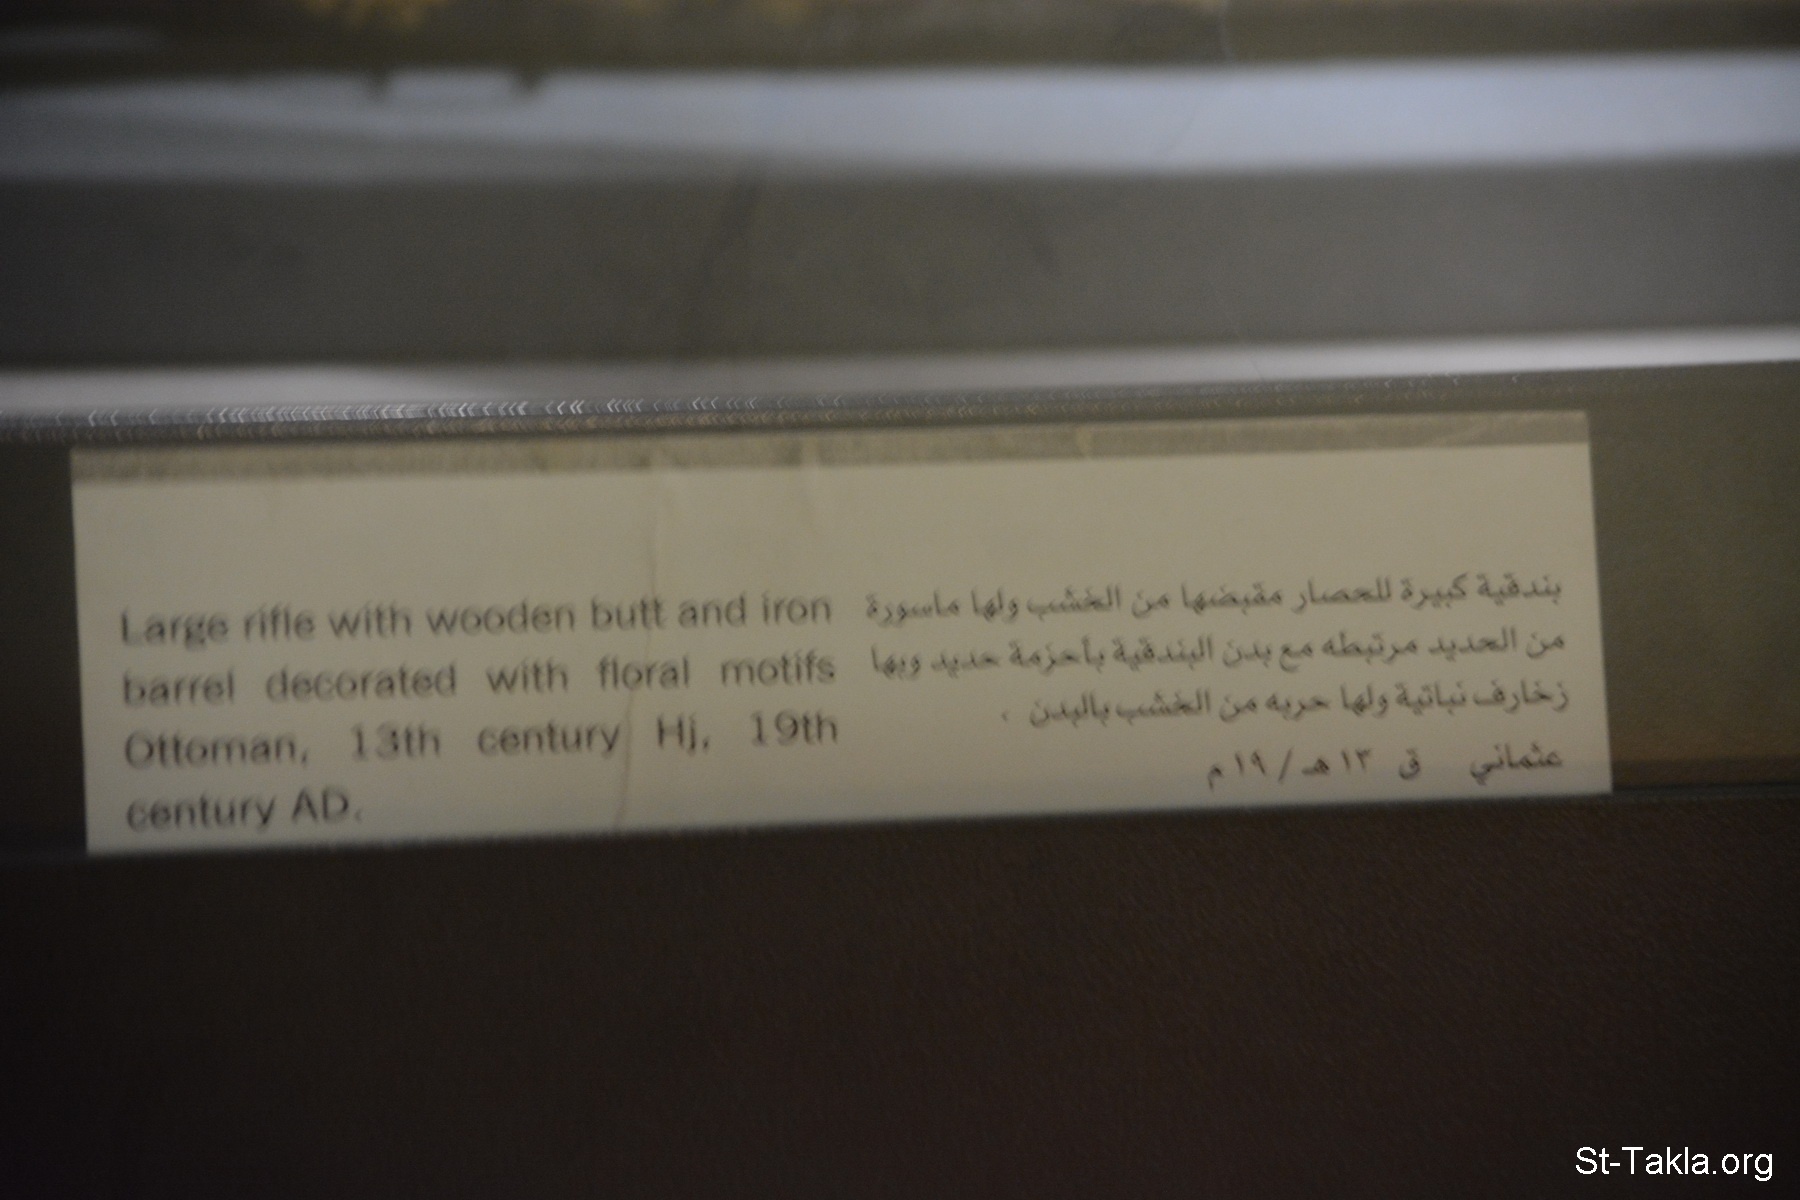 Large rifle with wooden butt and iron
barrel decorated with floral motifs
Ottoman, 13th century Hj, 19th
century AD.
بندقية كبيرة للحصار مقبضها من الخشب ولها ماسورة
من الحديد مرتبطه مع بدن البندقية بأحزمة حديد وبها
زخارف نباتية ولها حربه من الخشب بالبدن .
عثماني ق ١٣ هـ / ١٩ م
St-Takla.org